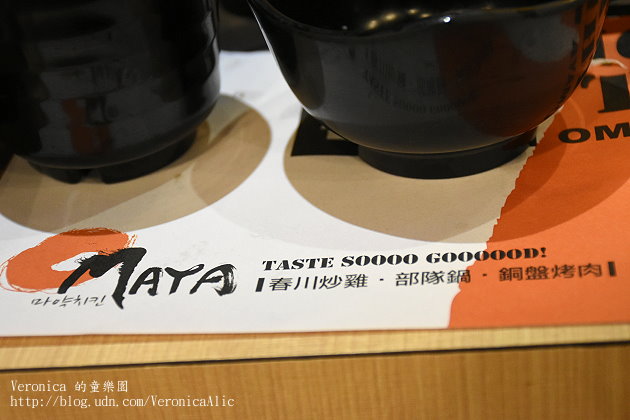 OM
MAYA
마약치킨
TASTE SOOOO GOOOOOD!
春川炒雞·部隊鍋·銅盤烤肉
Veronica 的童樂園
http://blog.udn.com/VeronicaAlic